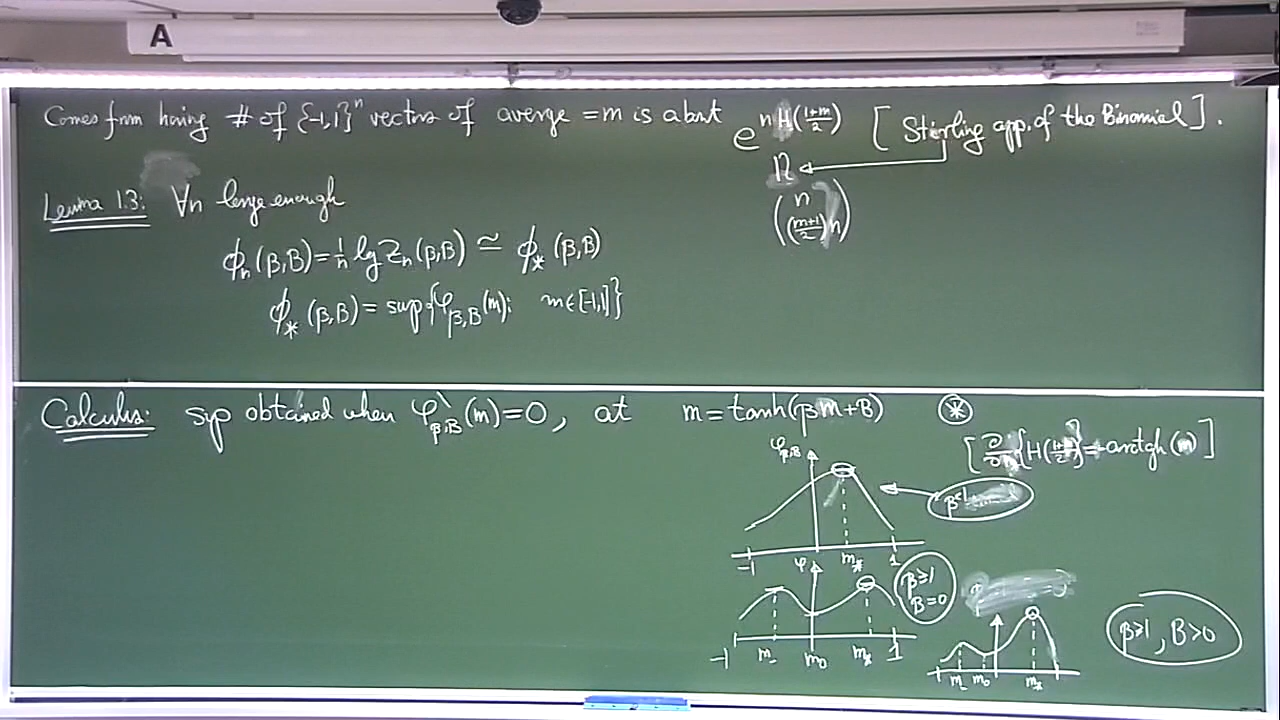 A
Comes from having # of {-1,1}^n vectors of averge = m is abut e^{nH((1+m)/2)} [Stirling app. of the Binomial].
(n ((m+1)/2)n)
Lemma 1.3: ∀n large enough
ϕ_n(β,B) = 1/n log Z_n(β,B) ≃ ϕ_*(β,B)
ϕ_*(β,B) = sup{φ_{β,B}(m): m∈[-1,1]}
Calculus: sup obtained when φ'_{β,B}(m)=0, at m=tanh(βm+B) ⊛
[∂/∂m{H((1+m)/2)}=-arctgh(m)]
φ_{β,B}
β<1
-1 m_* 1
φ
β≥1
B=0
-1 m_- m_0 m_* 1
β≥1, B>0
m_- m_0 m_*